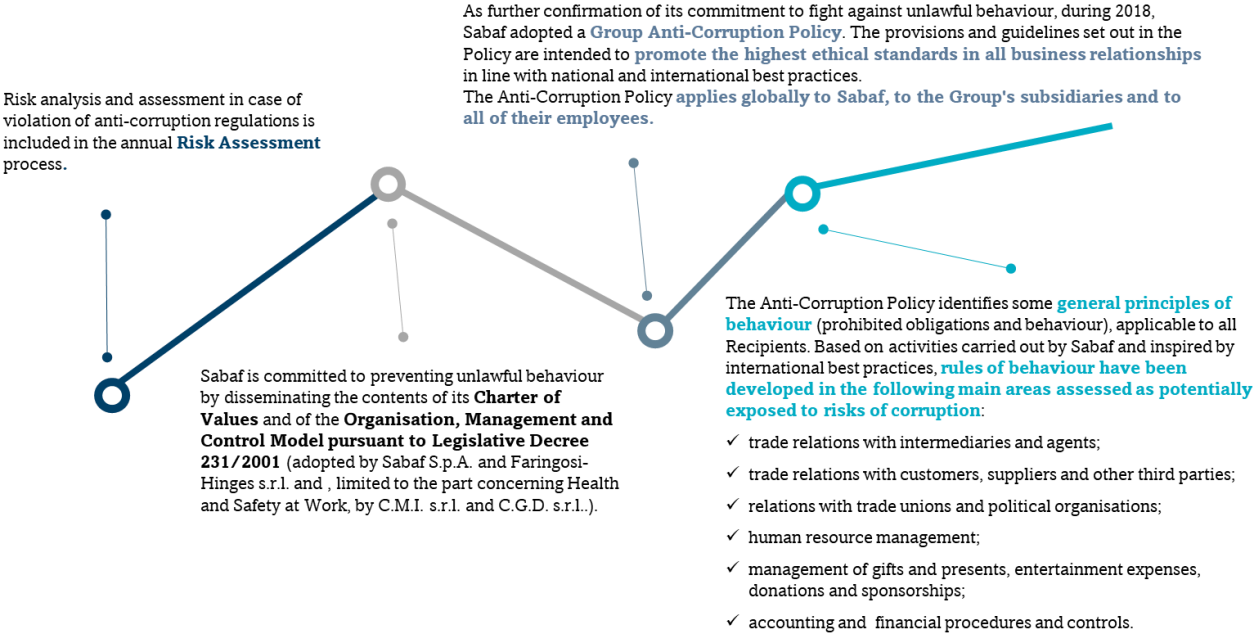 Risk analysis and assessment in case of
violation of anti-corruption regulations is
included in the annual Risk Assessment
process.
Sabaf is committed to preventing unlawful behaviour
by disseminating the contents of its Charter of
Values and of the Organisation, Management and
Control Model pursuant to Legislative Decree
231/2001 (adopted by Sabaf S.p.A. and Faringosi-
Hinges s.r.l. and , limited to the part concerning Health
and Safety at Work, by C.M.I. s.r.l. and C.G.D. s.r.l..).
As further confirmation of its commitment to fight against unlawful behaviour, during 2018,
Sabaf adopted a Group Anti-Corruption Policy. The provisions and guidelines set out in the
Policy are intended to promote the highest ethical standards in all business relationships
in line with national and international best practices.
The Anti-Corruption Policy applies globally to Sabaf, to the Group's subsidiaries and to
all of their employees.
The Anti-Corruption Policy identifies some general principles of
behaviour (prohibited obligations and behaviour), applicable to all
Recipients. Based on activities carried out by Sabaf and inspired by
international best practices, rules of behaviour have been
developed in the following main areas assessed as potentially
exposed to risks of corruption:
✓ trade relations with intermediaries and agents;
✓ trade relations with customers, suppliers and other third parties;
✓ relations with trade unions and political organisations;
✓ human resource management;
✓ management of gifts and presents, entertainment expenses,
donations and sponsorships;
✓ accounting and financial procedures and controls.